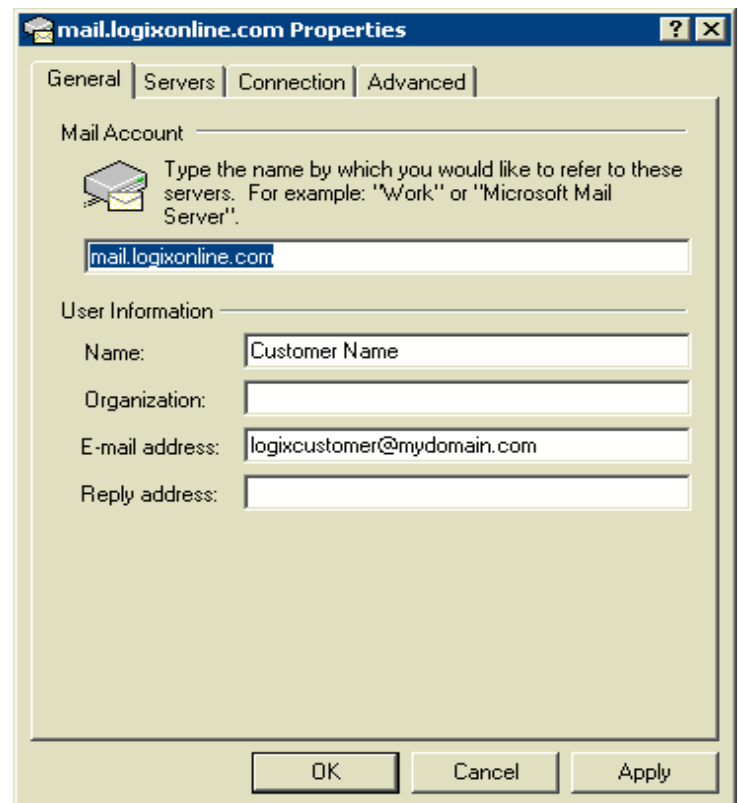 mail.logixonline.com Properties
General Servers Connection Advanced
Mail Account
Type the name by which you would like to refer to these
servers. For example: "Work" or "Microsoft Mail
Server".
mail.logixonline.com
User Information
Name: Customer Name
Organization:
E-mail address: logixcustomer@mydomain.com
Reply address:
OK Cancel Apply